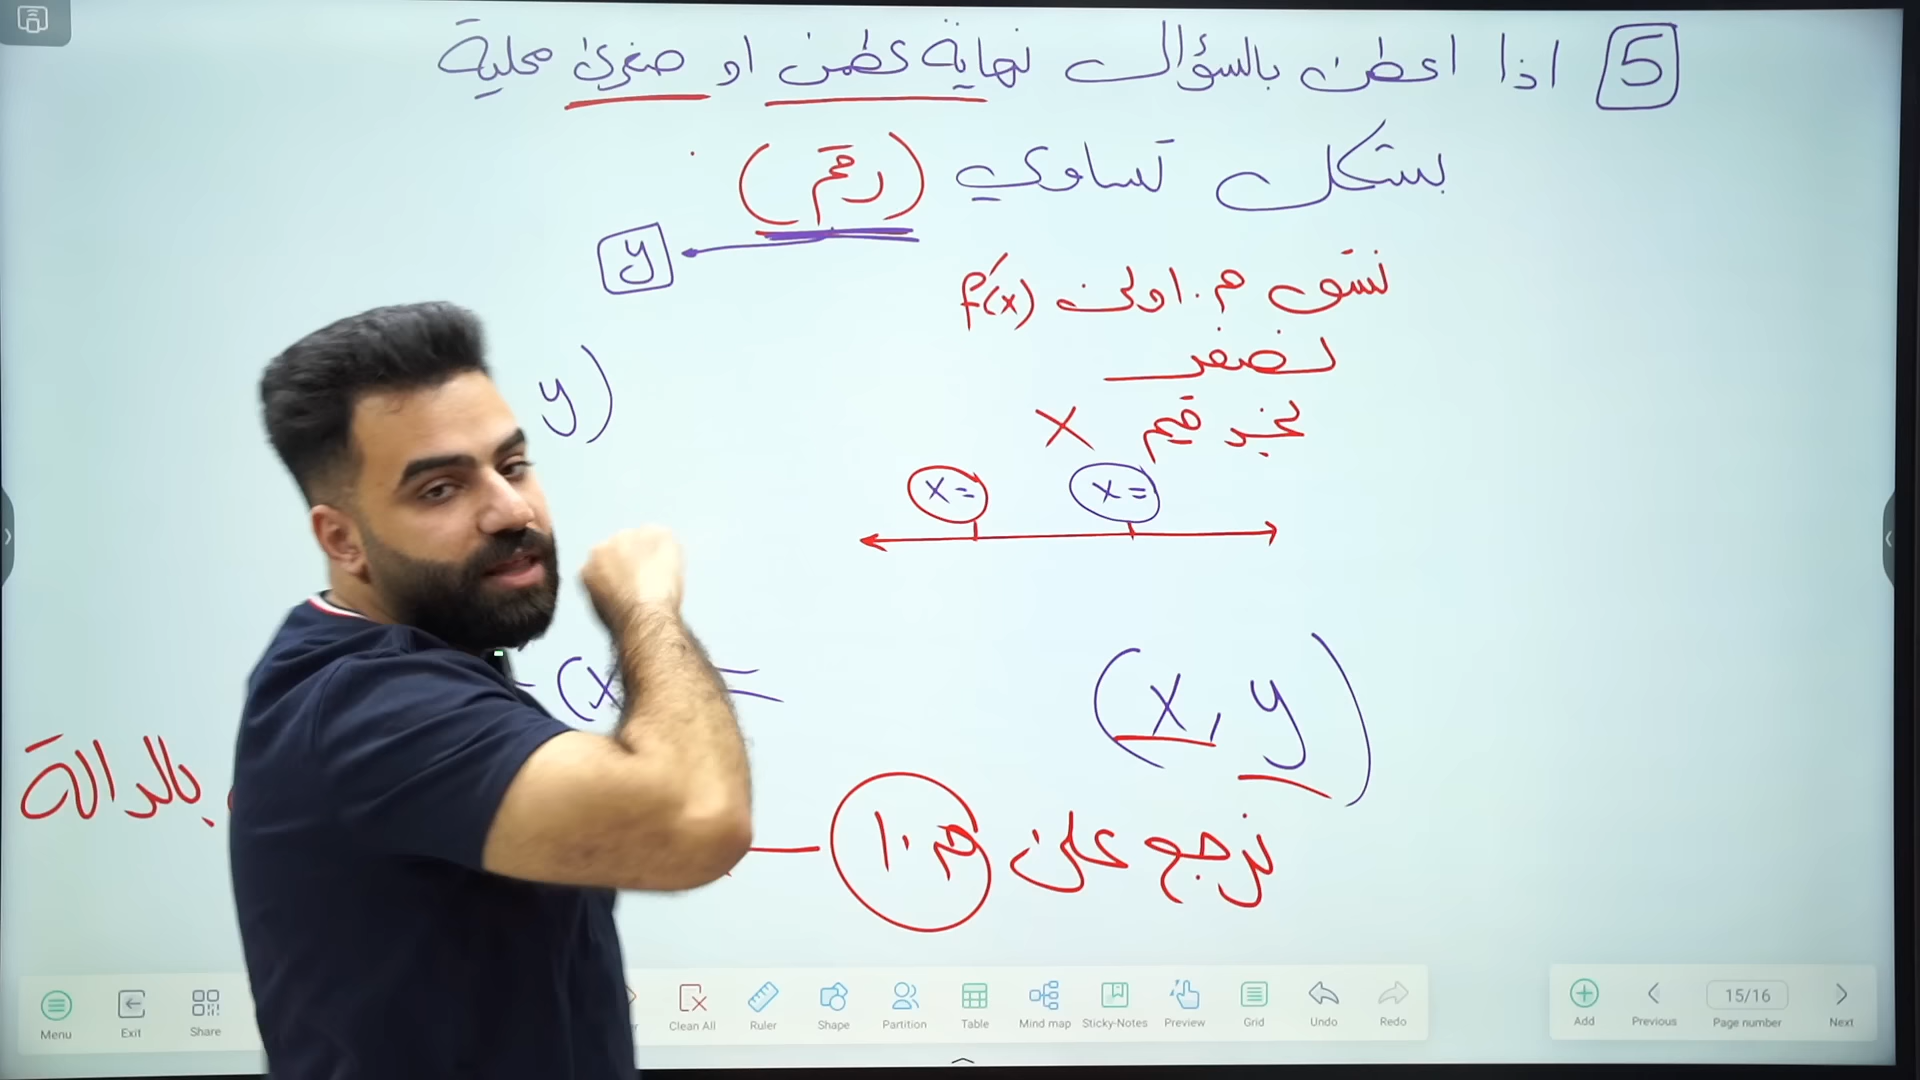 5 اذا اعطى بالسؤال نهاية عظمى او صغرى محلية
بشكل تساوي (رقم)
y
نشتق م.اولى f'(x)
نصفر
نجد قيم x
y)
x= x=
(x =
(x, y)
نرجع على م.١
بالدالة
Menu Exit Share Clean All Ruler Shape Partition Table Mind map Sticky-Notes Preview Grid Undo Redo
Add Previous 15/16 Page number Next